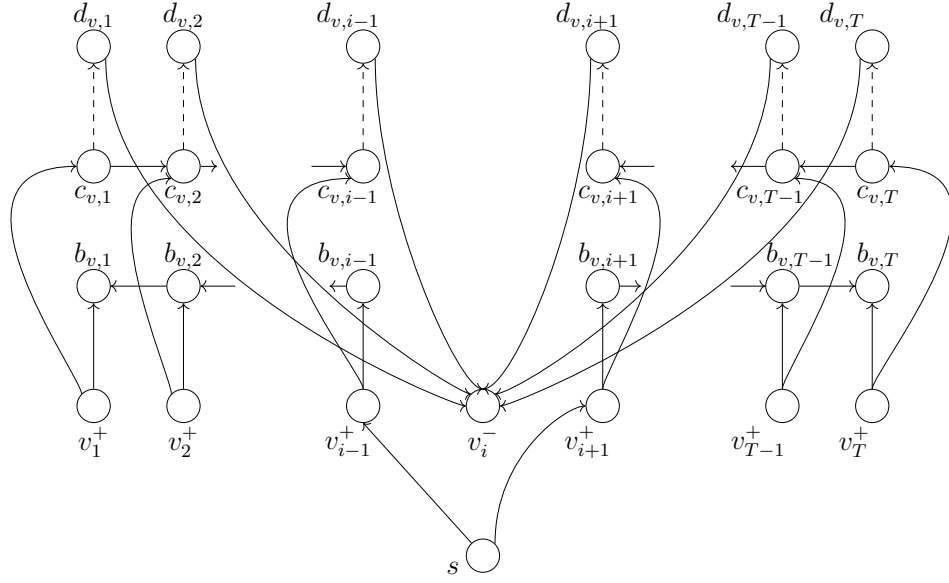 d_{v,1} d_{v,2} d_{v,i−1} d_{v,i+1} d_{v,T−1} d_{v,T}
c_{v,1} c_{v,2} c_{v,i−1} c_{v,i+1} c_{v,T−1} c_{v,T}
b_{v,1} b_{v,2} b_{v,i−1} b_{v,i+1} b_{v,T−1} b_{v,T}
v_1^+ v_2^+ v_{i−1}^+ v_i^− v_{i+1}^+ v_{T−1}^+ v_T^+
s